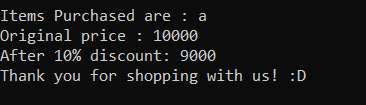 Items Purchased are : a
Original price : 10000
After 10% discount: 9000
Thank you for shopping with us! :D